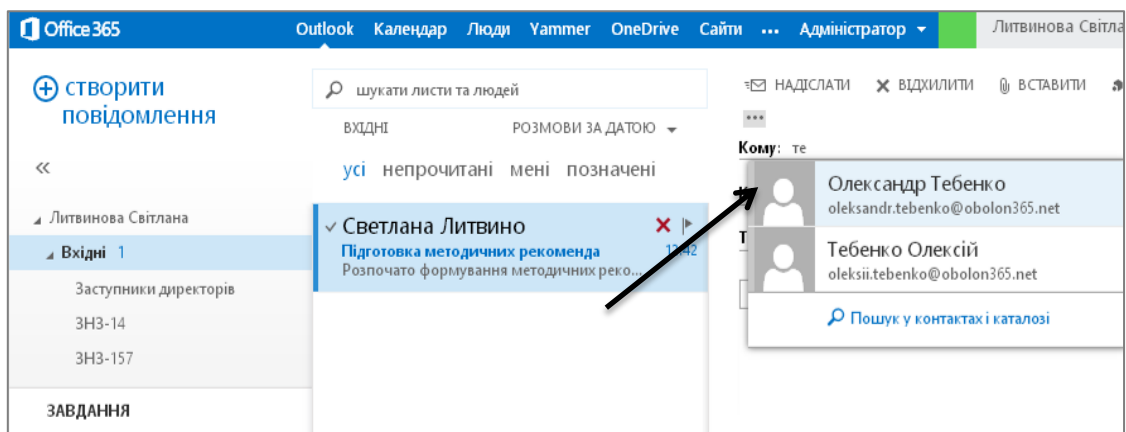 Office 365
Outlook Календар Люди Yammer OneDrive Сайти ••• Адміністратор Литвинова Світла
створити
повідомлення
Литвинова Світлана
Вхідні 1
Заступники директорів
ЗНЗ-14
ЗНЗ-157
ЗАВДАННЯ
шукати листи та людей
ВХІДНІ РОЗМОВИ ЗА ДАТОЮ
усі непрочитані мені позначені
Светлана Литвино
Підготовка методичних рекоменда
Розпочато формування методичних реко...
НАДІСЛАТИ ВІДХИЛИТИ ВСТАВИТИ
•••
Кому: те
Олександр Тебенко
oleksandr.tebenko@obolon365.net
Тебенко Олексій
oleksii.tebenko@obolon365.net
Пошук у контактах і каталозі